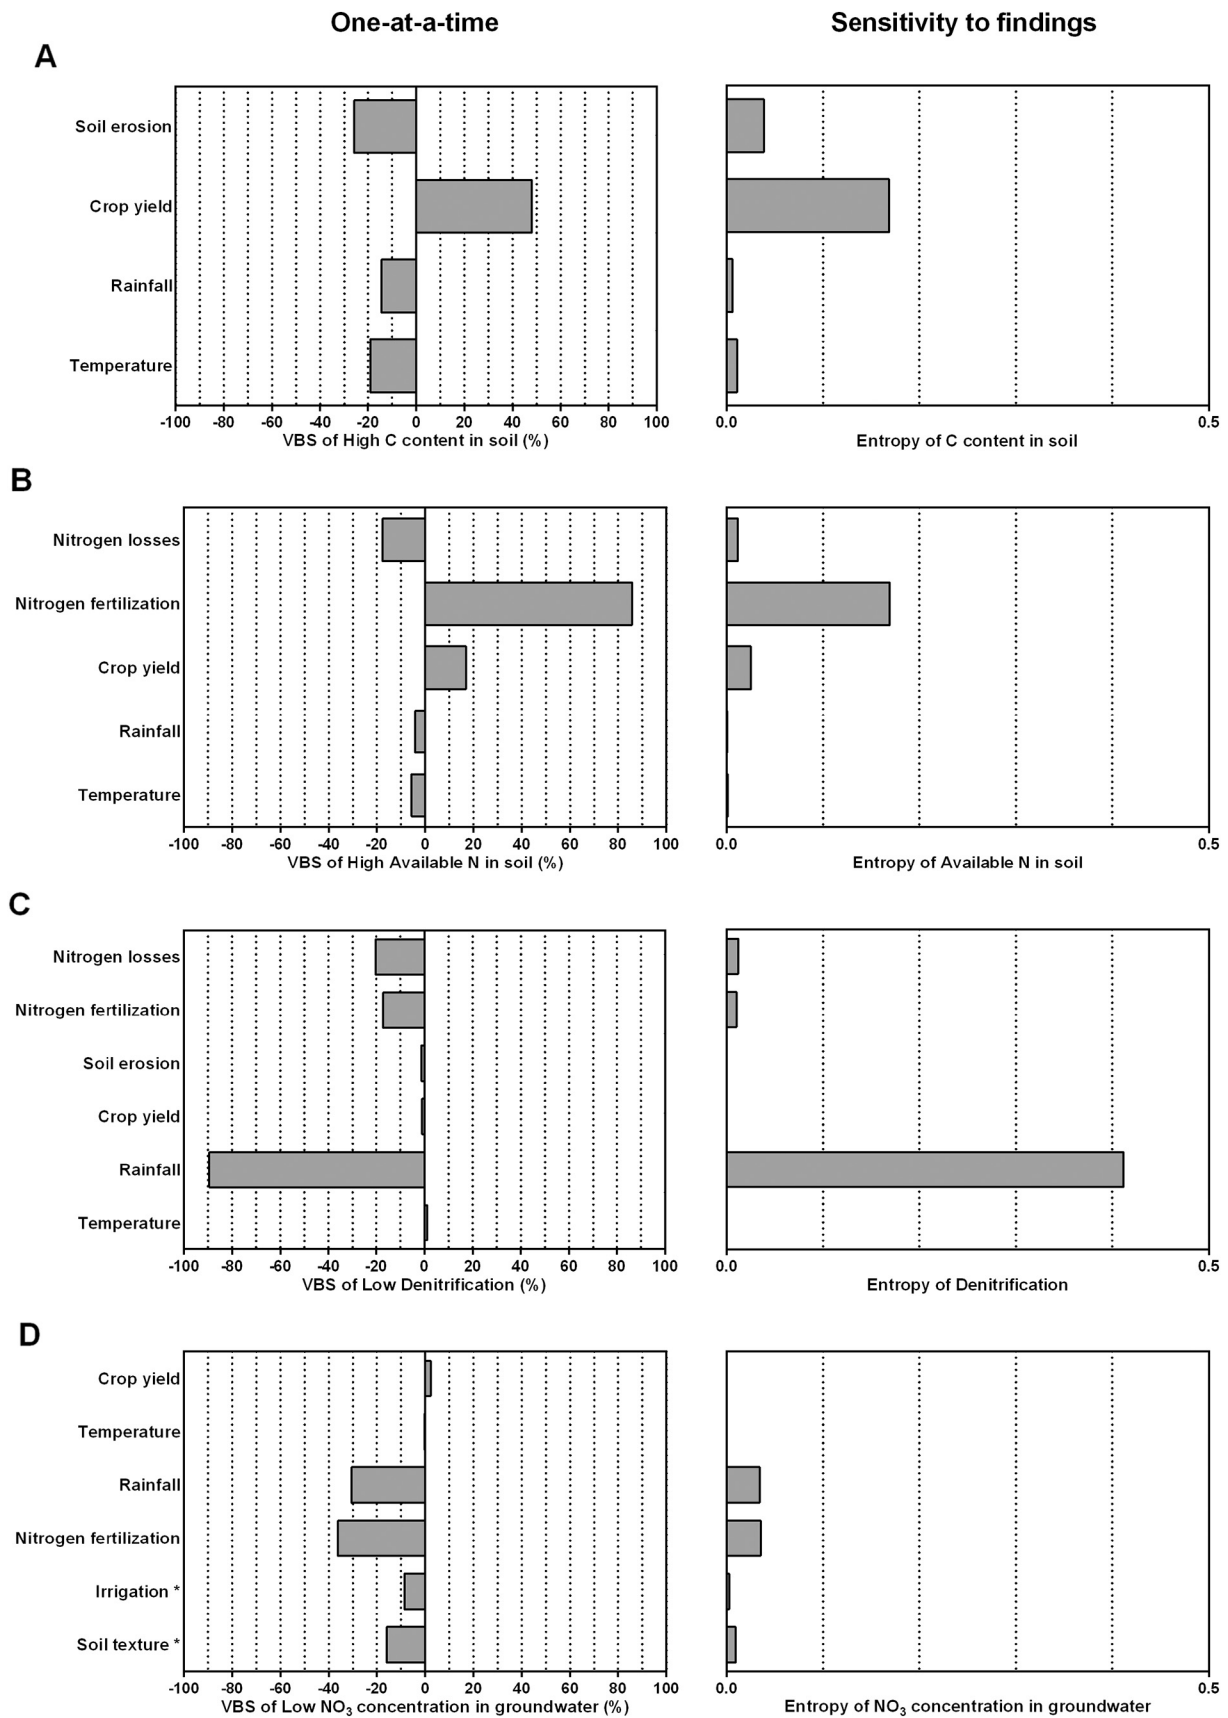 One-at-a-time
Sensitivity to findings
A
Soil erosion
Crop yield
Rainfall
Temperature
-100 -80 -60 -40 -20 0 20 40 60 80 100
VBS of High C content in soil (%)
0.0 0.5
Entropy of C content in soil
B
Nitrogen losses
Nitrogen fertilization
Crop yield
Rainfall
Temperature
-100 -80 -60 -40 -20 0 20 40 60 80 100
VBS of High Available N in soil (%)
0.0 0.5
Entropy of Available N in soil
C
Nitrogen losses
Nitrogen fertilization
Soil erosion
Crop yield
Rainfall
Temperature
-100 -80 -60 -40 -20 0 20 40 60 80 100
VBS of Low Denitrification (%)
0.0 0.5
Entropy of Denitrification
D
Crop yield
Temperature
Rainfall
Nitrogen fertilization
Irrigation *
Soil texture *
-100 -80 -60 -40 -20 0 20 40 60 80 100
VBS of Low NO₃ concentration in groundwater (%)
0.0 0.5
Entropy of NO₃ concentration in groundwater